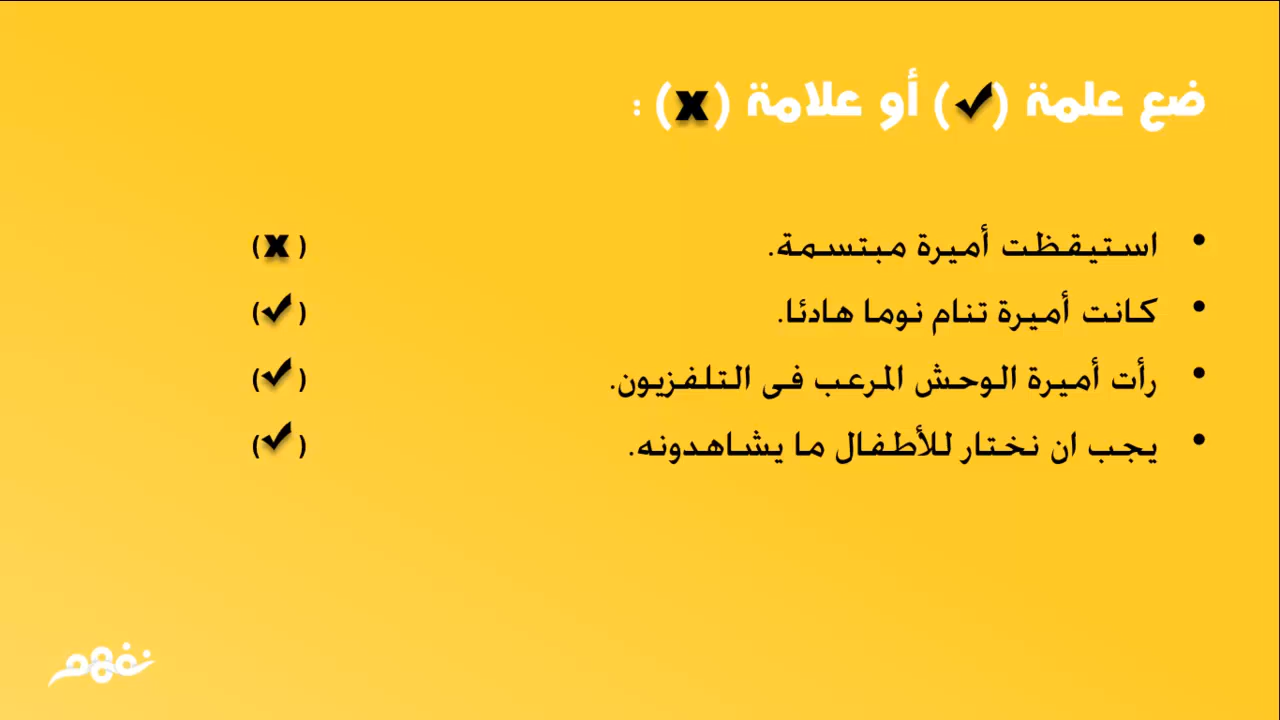 ضع علمة (✓) أو علامة (x) :
• استيقظت أميرة مبتسمة. (x)
• كانت أميرة تنام نوما هادئا. (✓)
• رأت أميرة الوحش المرعب فى التلفزيون. (✓)
• يجب ان نختار للأطفال ما يشاهدونه. (✓)
نفهم